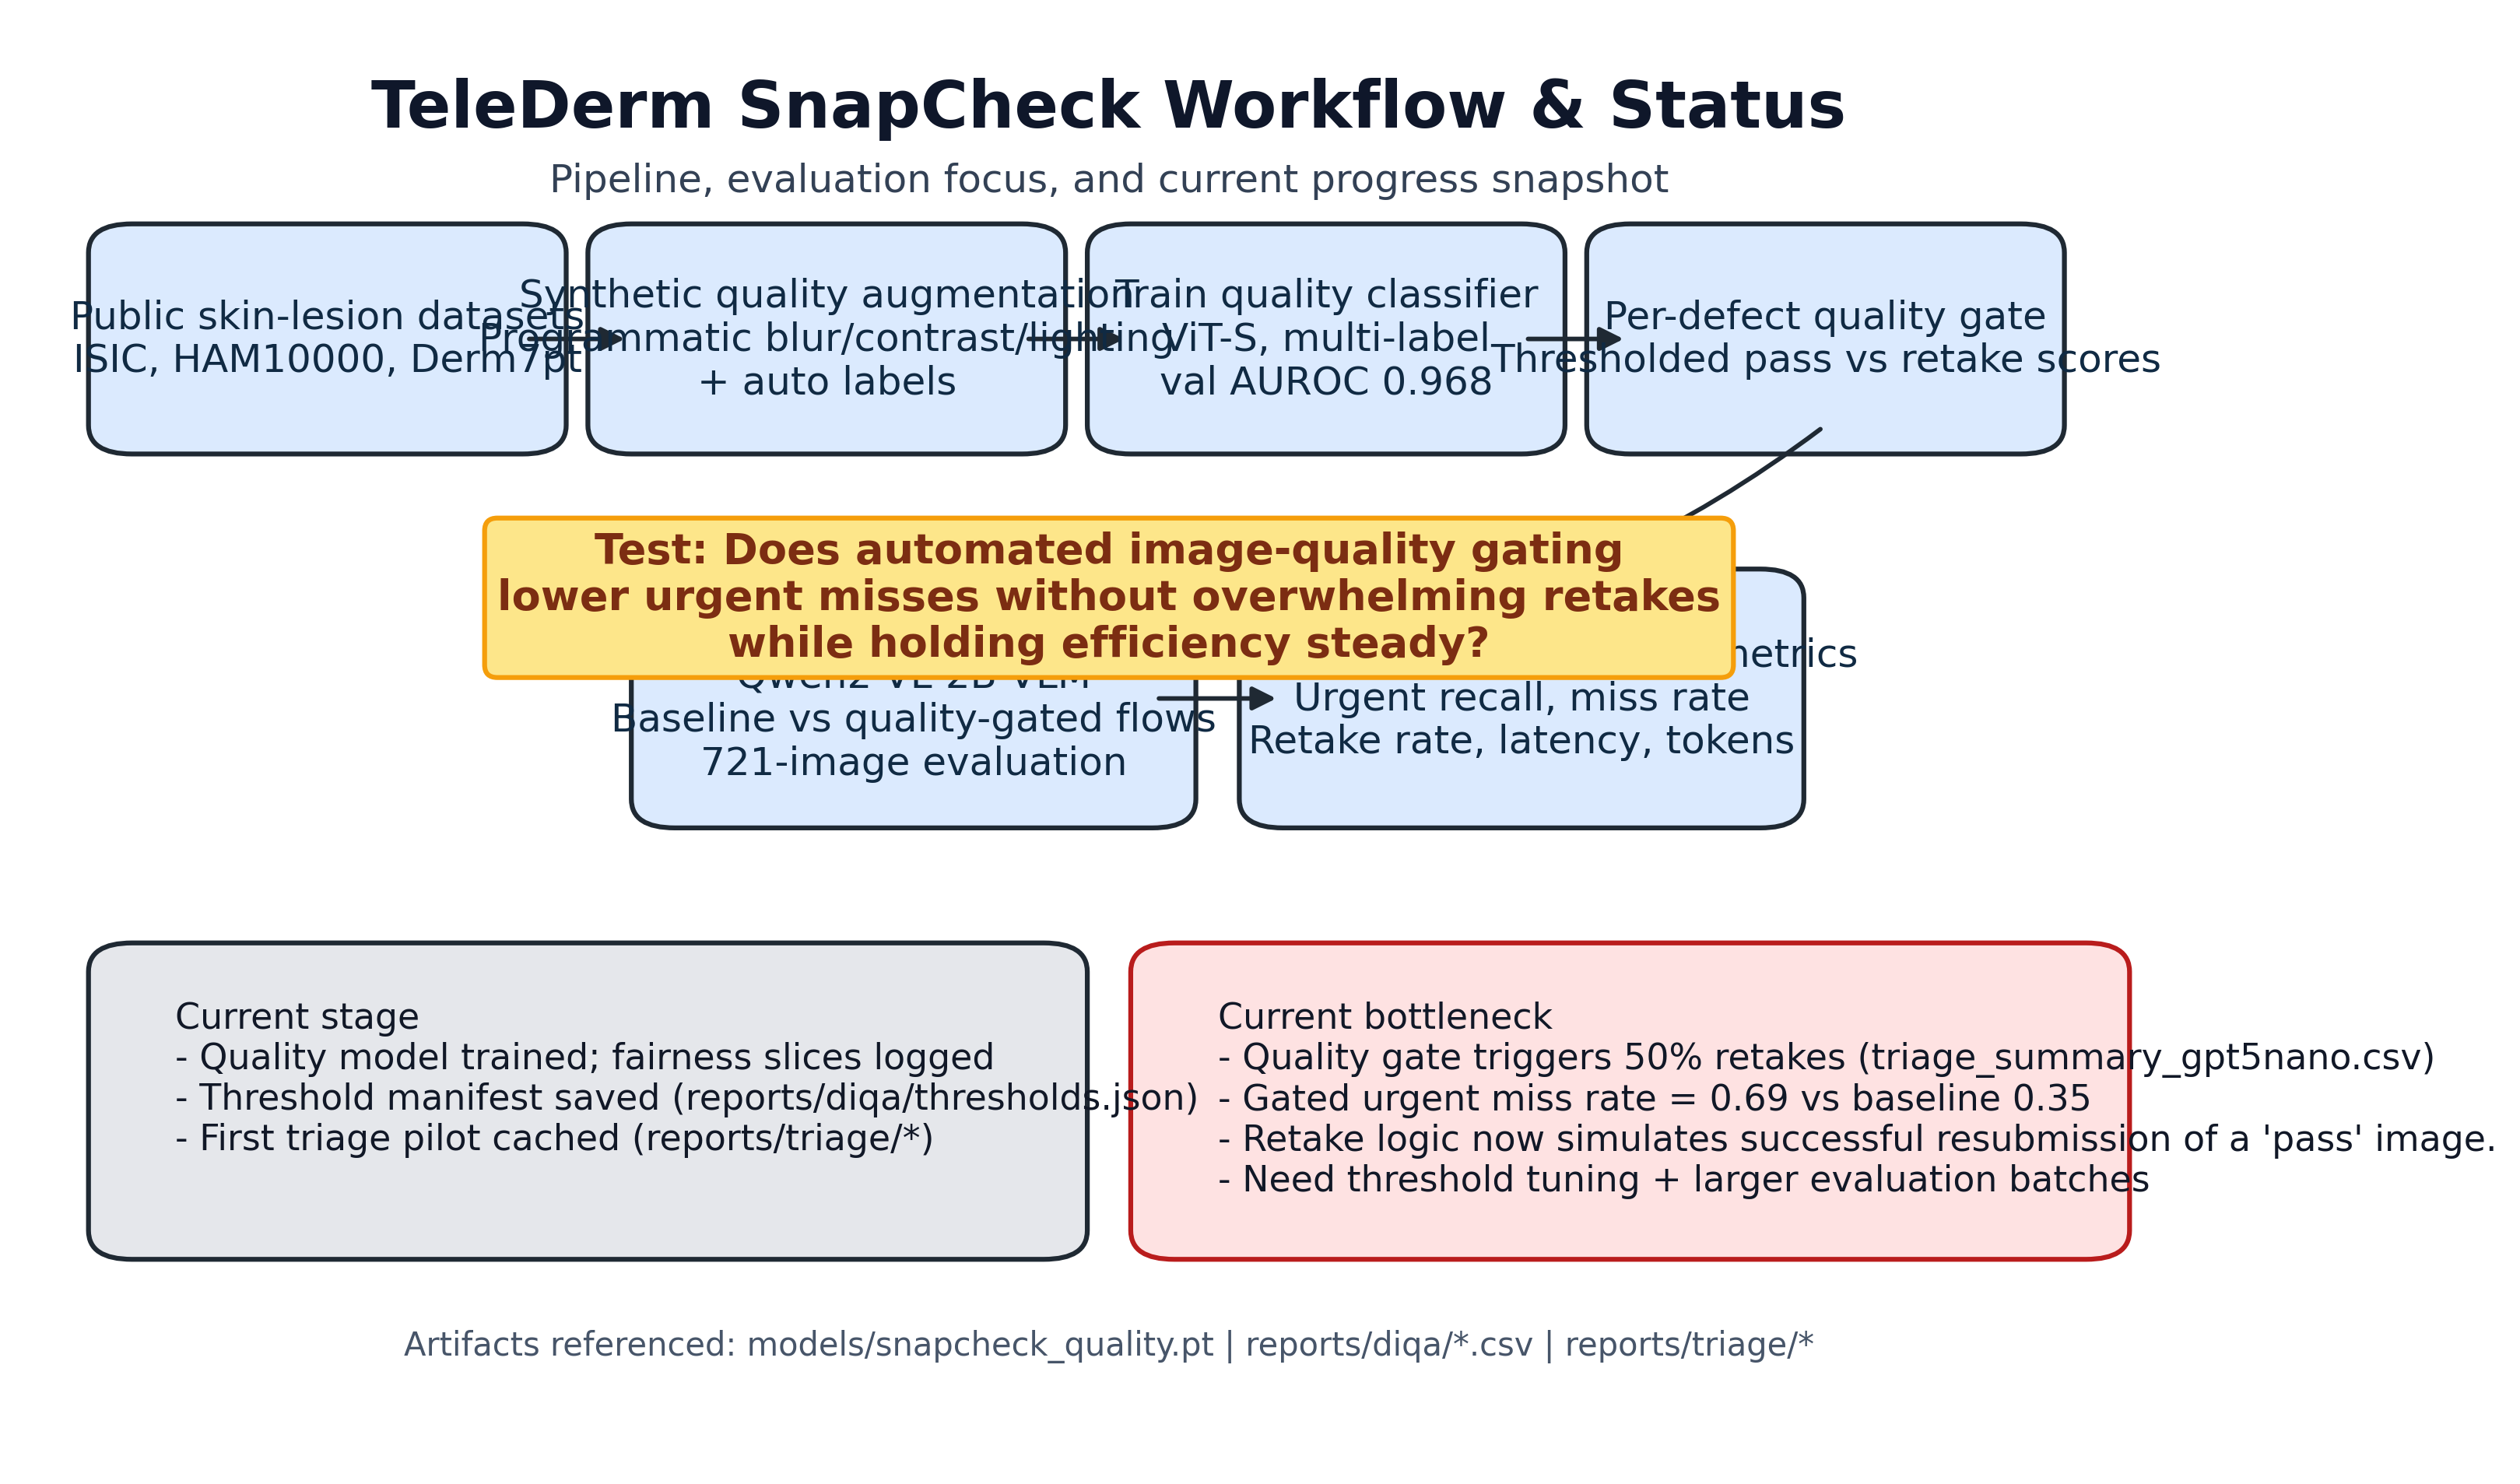 TeleDerm SnapCheck Workflow & Status
Pipeline, evaluation focus, and current progress snapshot
Public skin-lesion datasets
ISIC, HAM10000, Derm7pt
Synthetic quality augmentation
Programmatic blur/contrast/lighting
+ auto labels
Train quality classifier
ViT-S, multi-label
val AUROC 0.968
Per-defect quality gate
Thresholded pass vs retake scores
Test: Does automated image-quality gating
lower urgent misses without overwhelming retakes
while holding efficiency steady?
Baseline vs quality-gated flows
721-image evaluation
Urgent recall, miss rate
Retake rate, latency, tokens
Current stage
- Quality model trained; fairness slices logged
- Threshold manifest saved (reports/diqa/thresholds.json)
- First triage pilot cached (reports/triage/*)
Current bottleneck
- Quality gate triggers 50% retakes (triage_summary_gpt5nano.csv)
- Gated urgent miss rate = 0.69 vs baseline 0.35
- Retake logic now simulates successful resubmission of a 'pass' image.
- Need threshold tuning + larger evaluation batches
Artifacts referenced: models/snapcheck_quality.pt | reports/diqa/*.csv | reports/triage/*